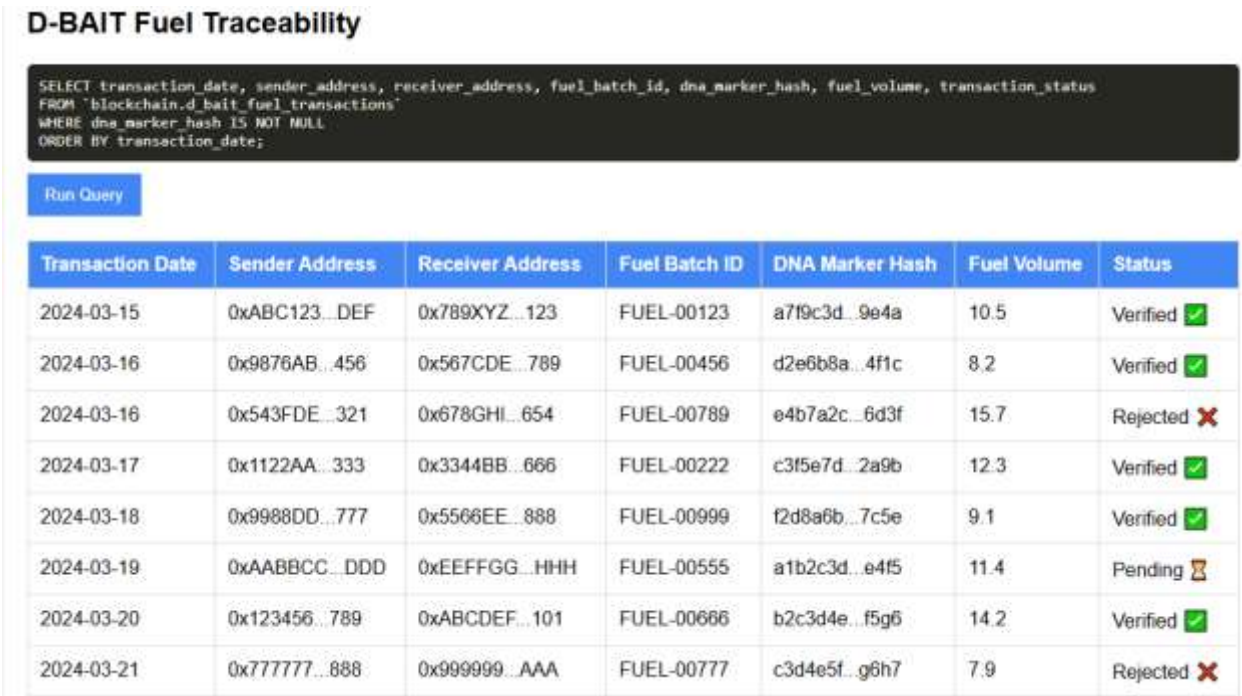 D-BAIT Fuel Traceability
SELECT transaction_date, sender_address, receiver_address, fuel_batch_id, dna_marker_hash, fuel_volume, transaction_status
FROM `blockchain.d_bait_fuel_transactions`
WHERE dna_marker_hash IS NOT NULL
ORDER BY transaction_date;
Run Query
Transaction Date Sender Address Receiver Address Fuel Batch ID DNA Marker Hash Fuel Volume Status
2024-03-15 0xABC123...DEF 0x789XYZ...123 FUEL-00123 a7f9c3d...9e4a 10.5 Verified ✅
2024-03-16 0x9876AB...456 0x567CDE...789 FUEL-00456 d2e6b8a...4f1c 8.2 Verified ✅
2024-03-16 0x543FDE...321 0x678GHI...654 FUEL-00789 e4b7a2c...6d3f 15.7 Rejected ❌
2024-03-17 0x1122AA...333 0x3344BB...666 FUEL-00222 c3f5e7d...2a9b 12.3 Verified ✅
2024-03-18 0x9988DD...777 0x5566EE...888 FUEL-00999 f2d8a6b...7c5e 9.1 Verified ✅
2024-03-19 0xAABBCC...DDD 0xEEFFGG...HHH FUEL-00555 a1b2c3d...e4f5 11.4 Pending ⏳
2024-03-20 0x123456...789 0xABCDEF...101 FUEL-00666 b2c3d4e...f5g6 14.2 Verified ✅
2024-03-21 0x777777...888 0x999999...AAA FUEL-00777 c3d4e5f...g6h7 7.9 Rejected ❌